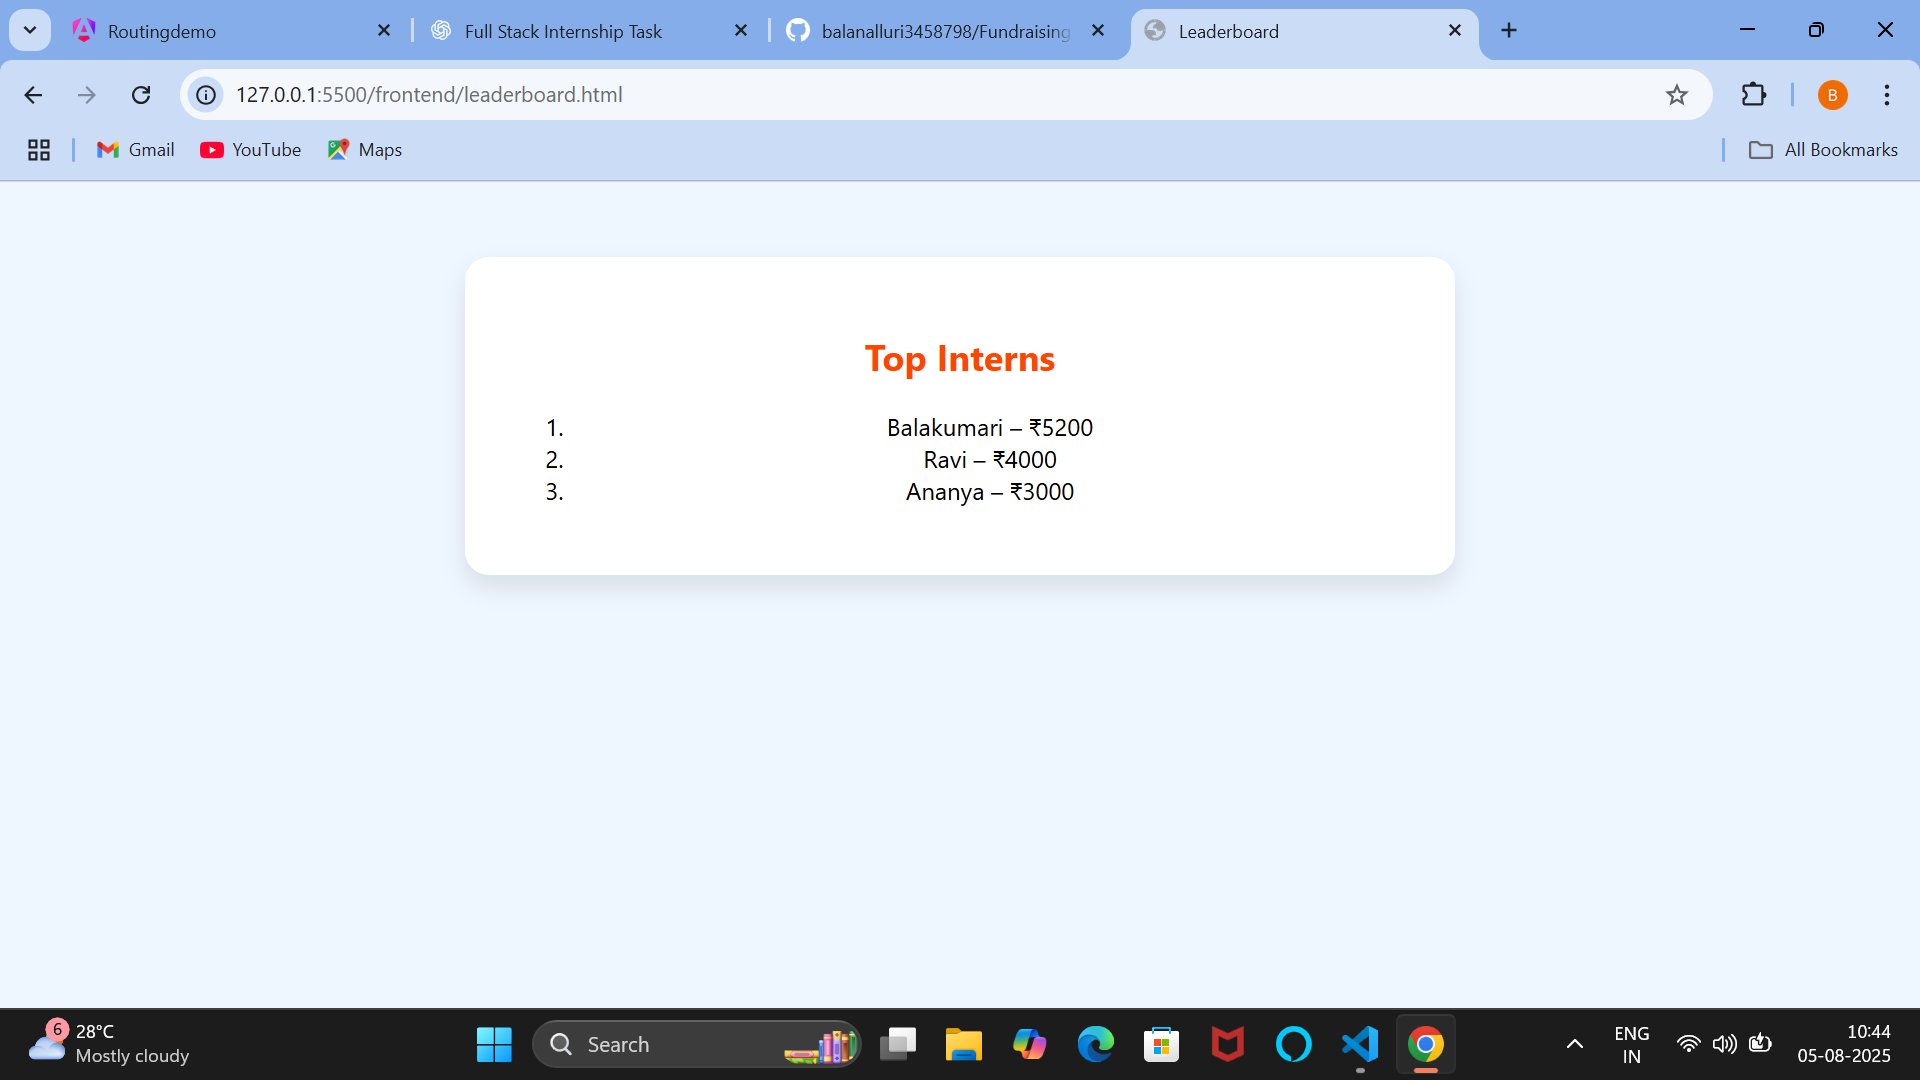 Routingdemo
Full Stack Internship Task
balanalluri3458798/Fundraising
Leaderboard
127.0.0.1:5500/frontend/leaderboard.html
B
Gmail
YouTube
Maps
All Bookmarks
Top Interns
1. Balakumari – ₹5200
2. Ravi – ₹4000
3. Ananya – ₹3000
6
28°C
Mostly cloudy
Search
ENG
IN
10:44
05-08-2025